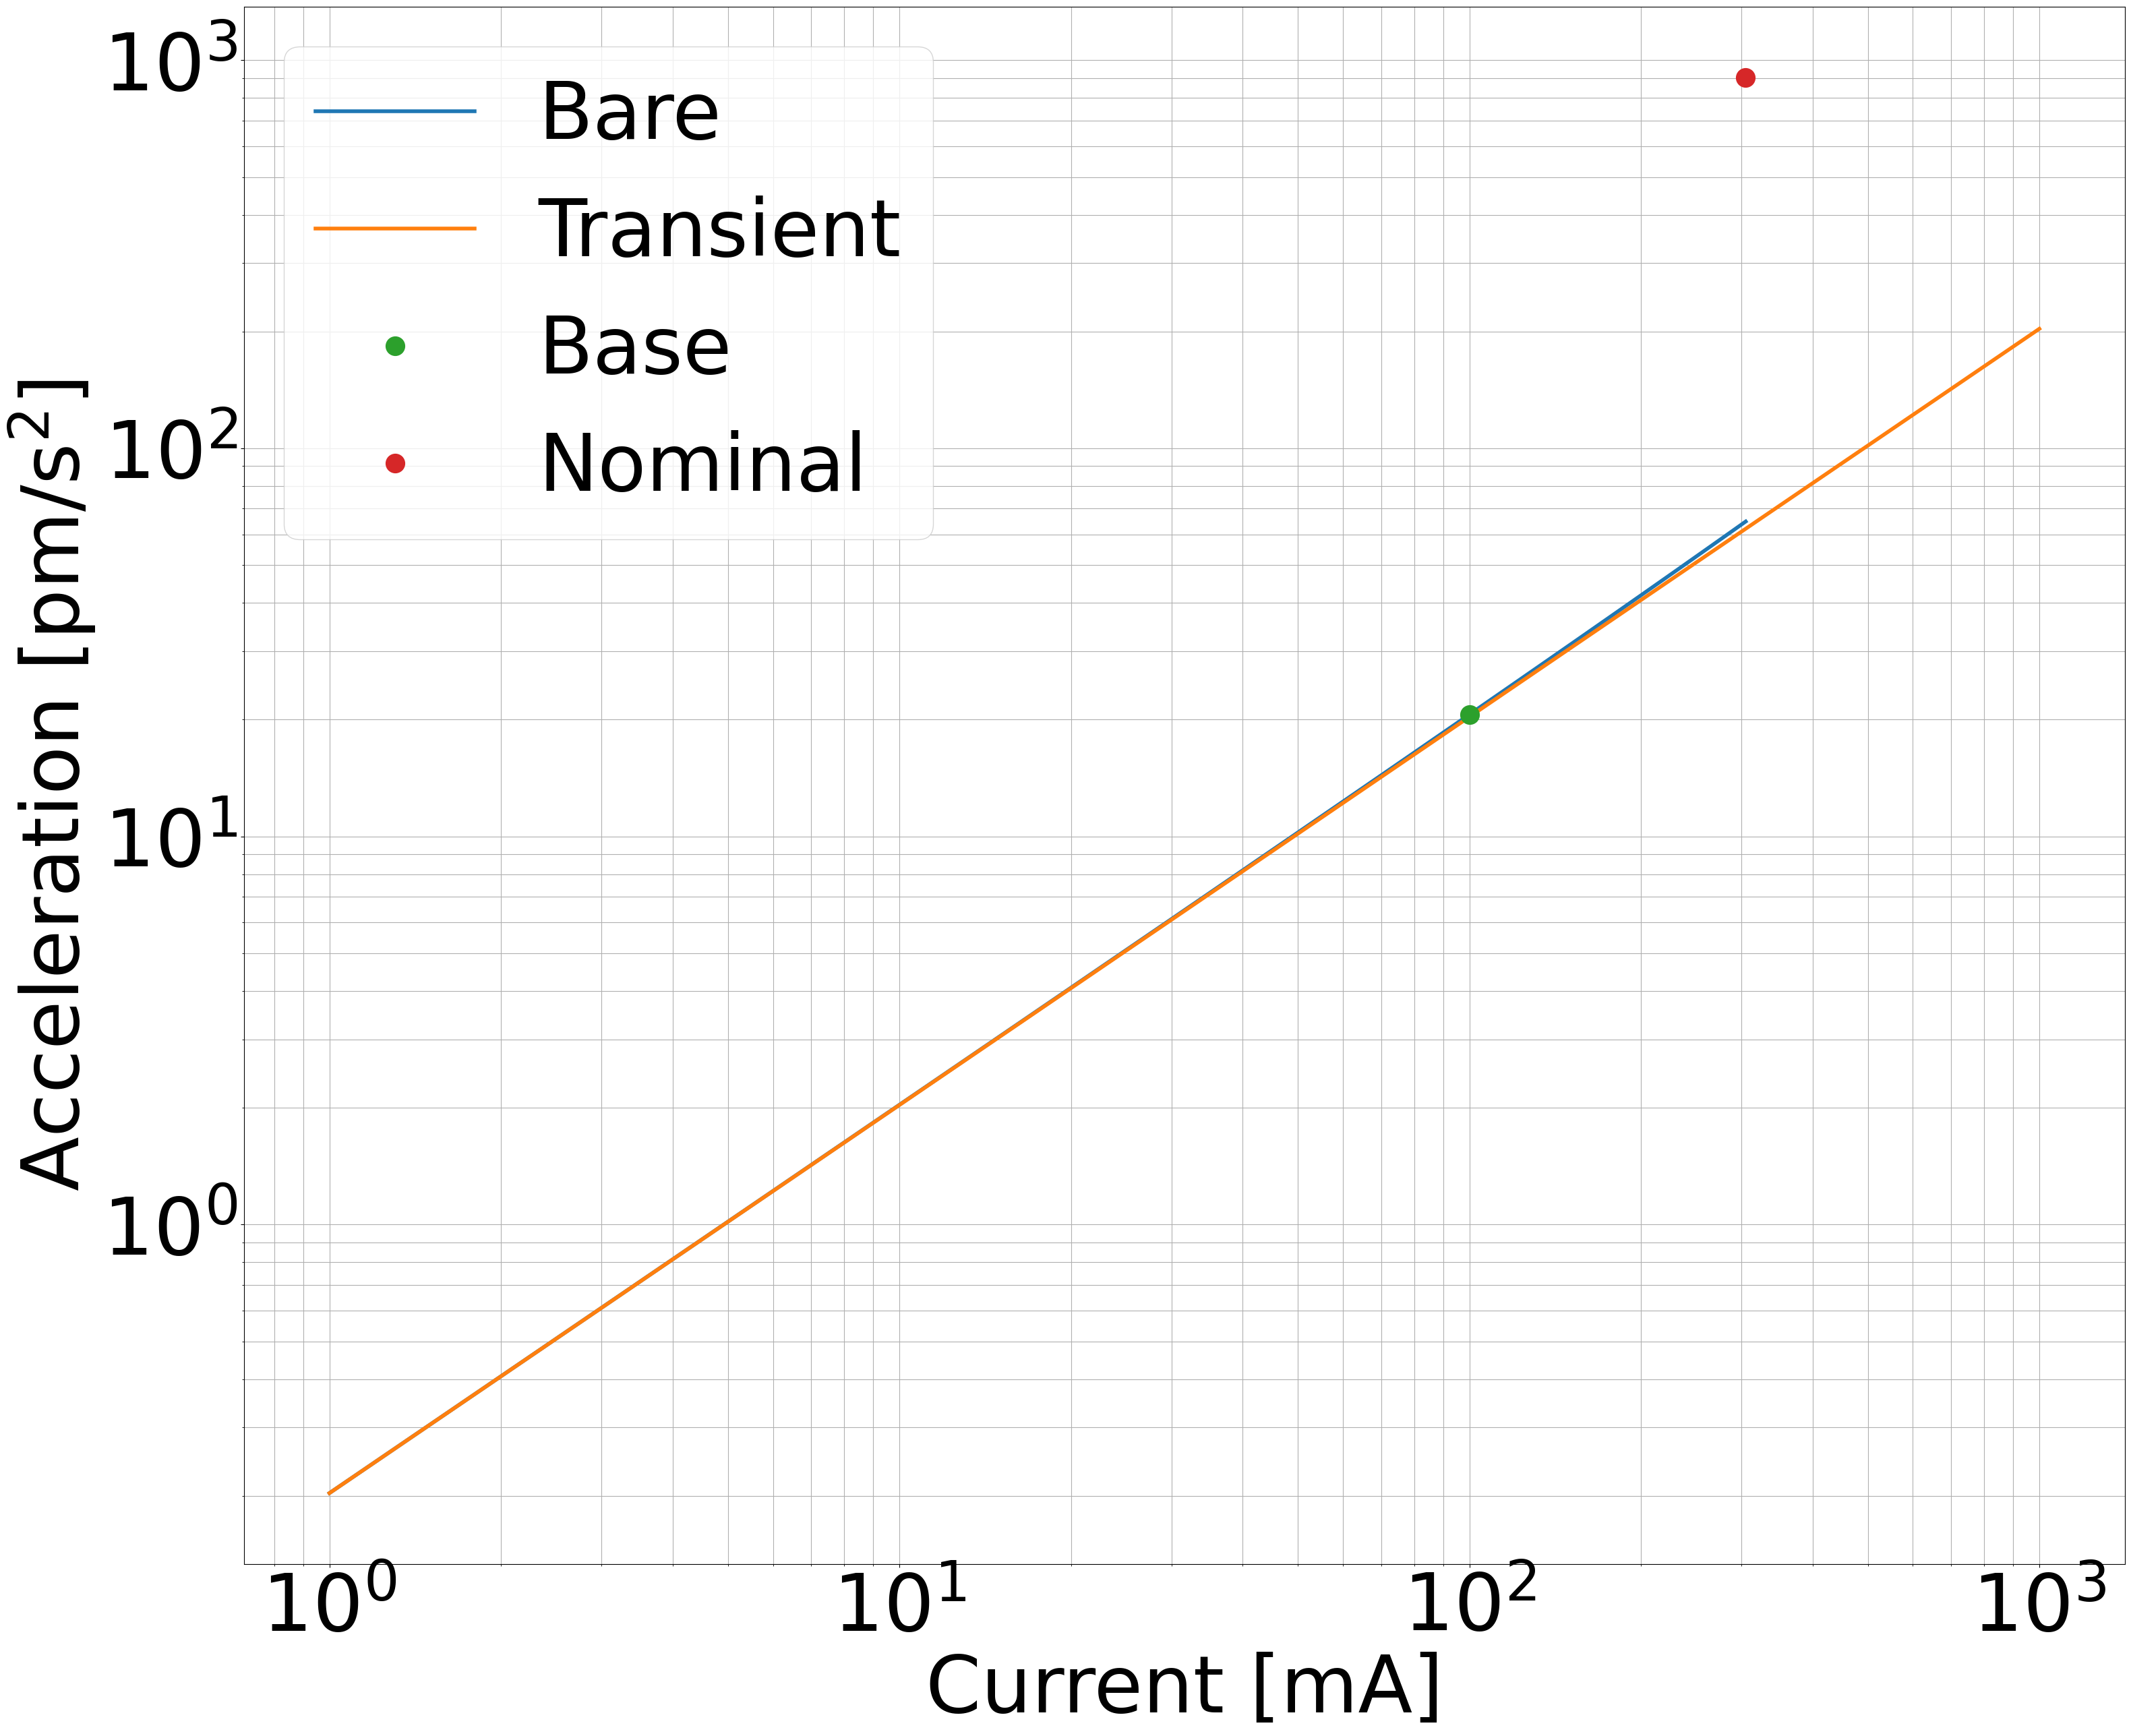 10³
10²
10¹
10⁰
Acceleration [pm/s²]
Bare
Transient
Base
Nominal
10⁰ 10¹ 10² 10³
Current [mA]